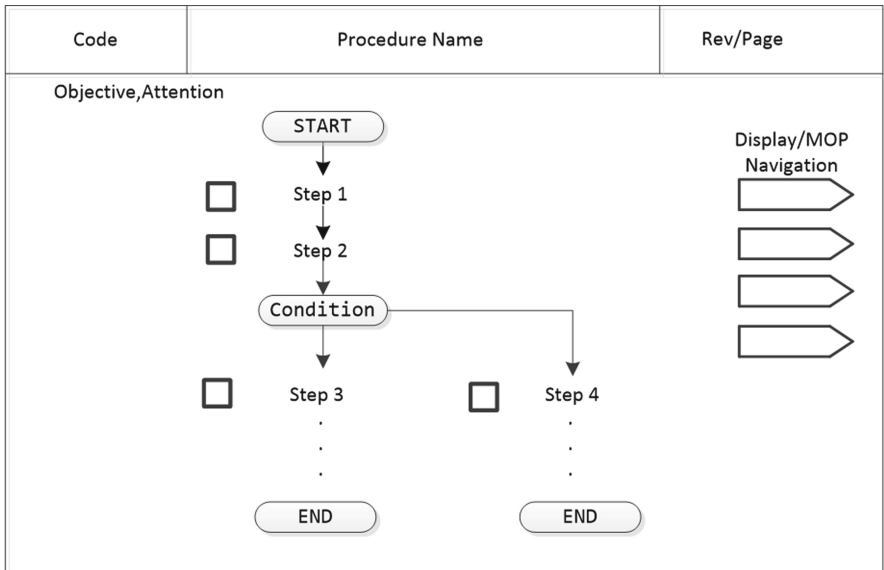 Code
Procedure Name
Rev/Page
Objective,Attention
START
Display/MOP
Navigation
Step 1
Step 2
Condition
Step 3
Step 4
END
END